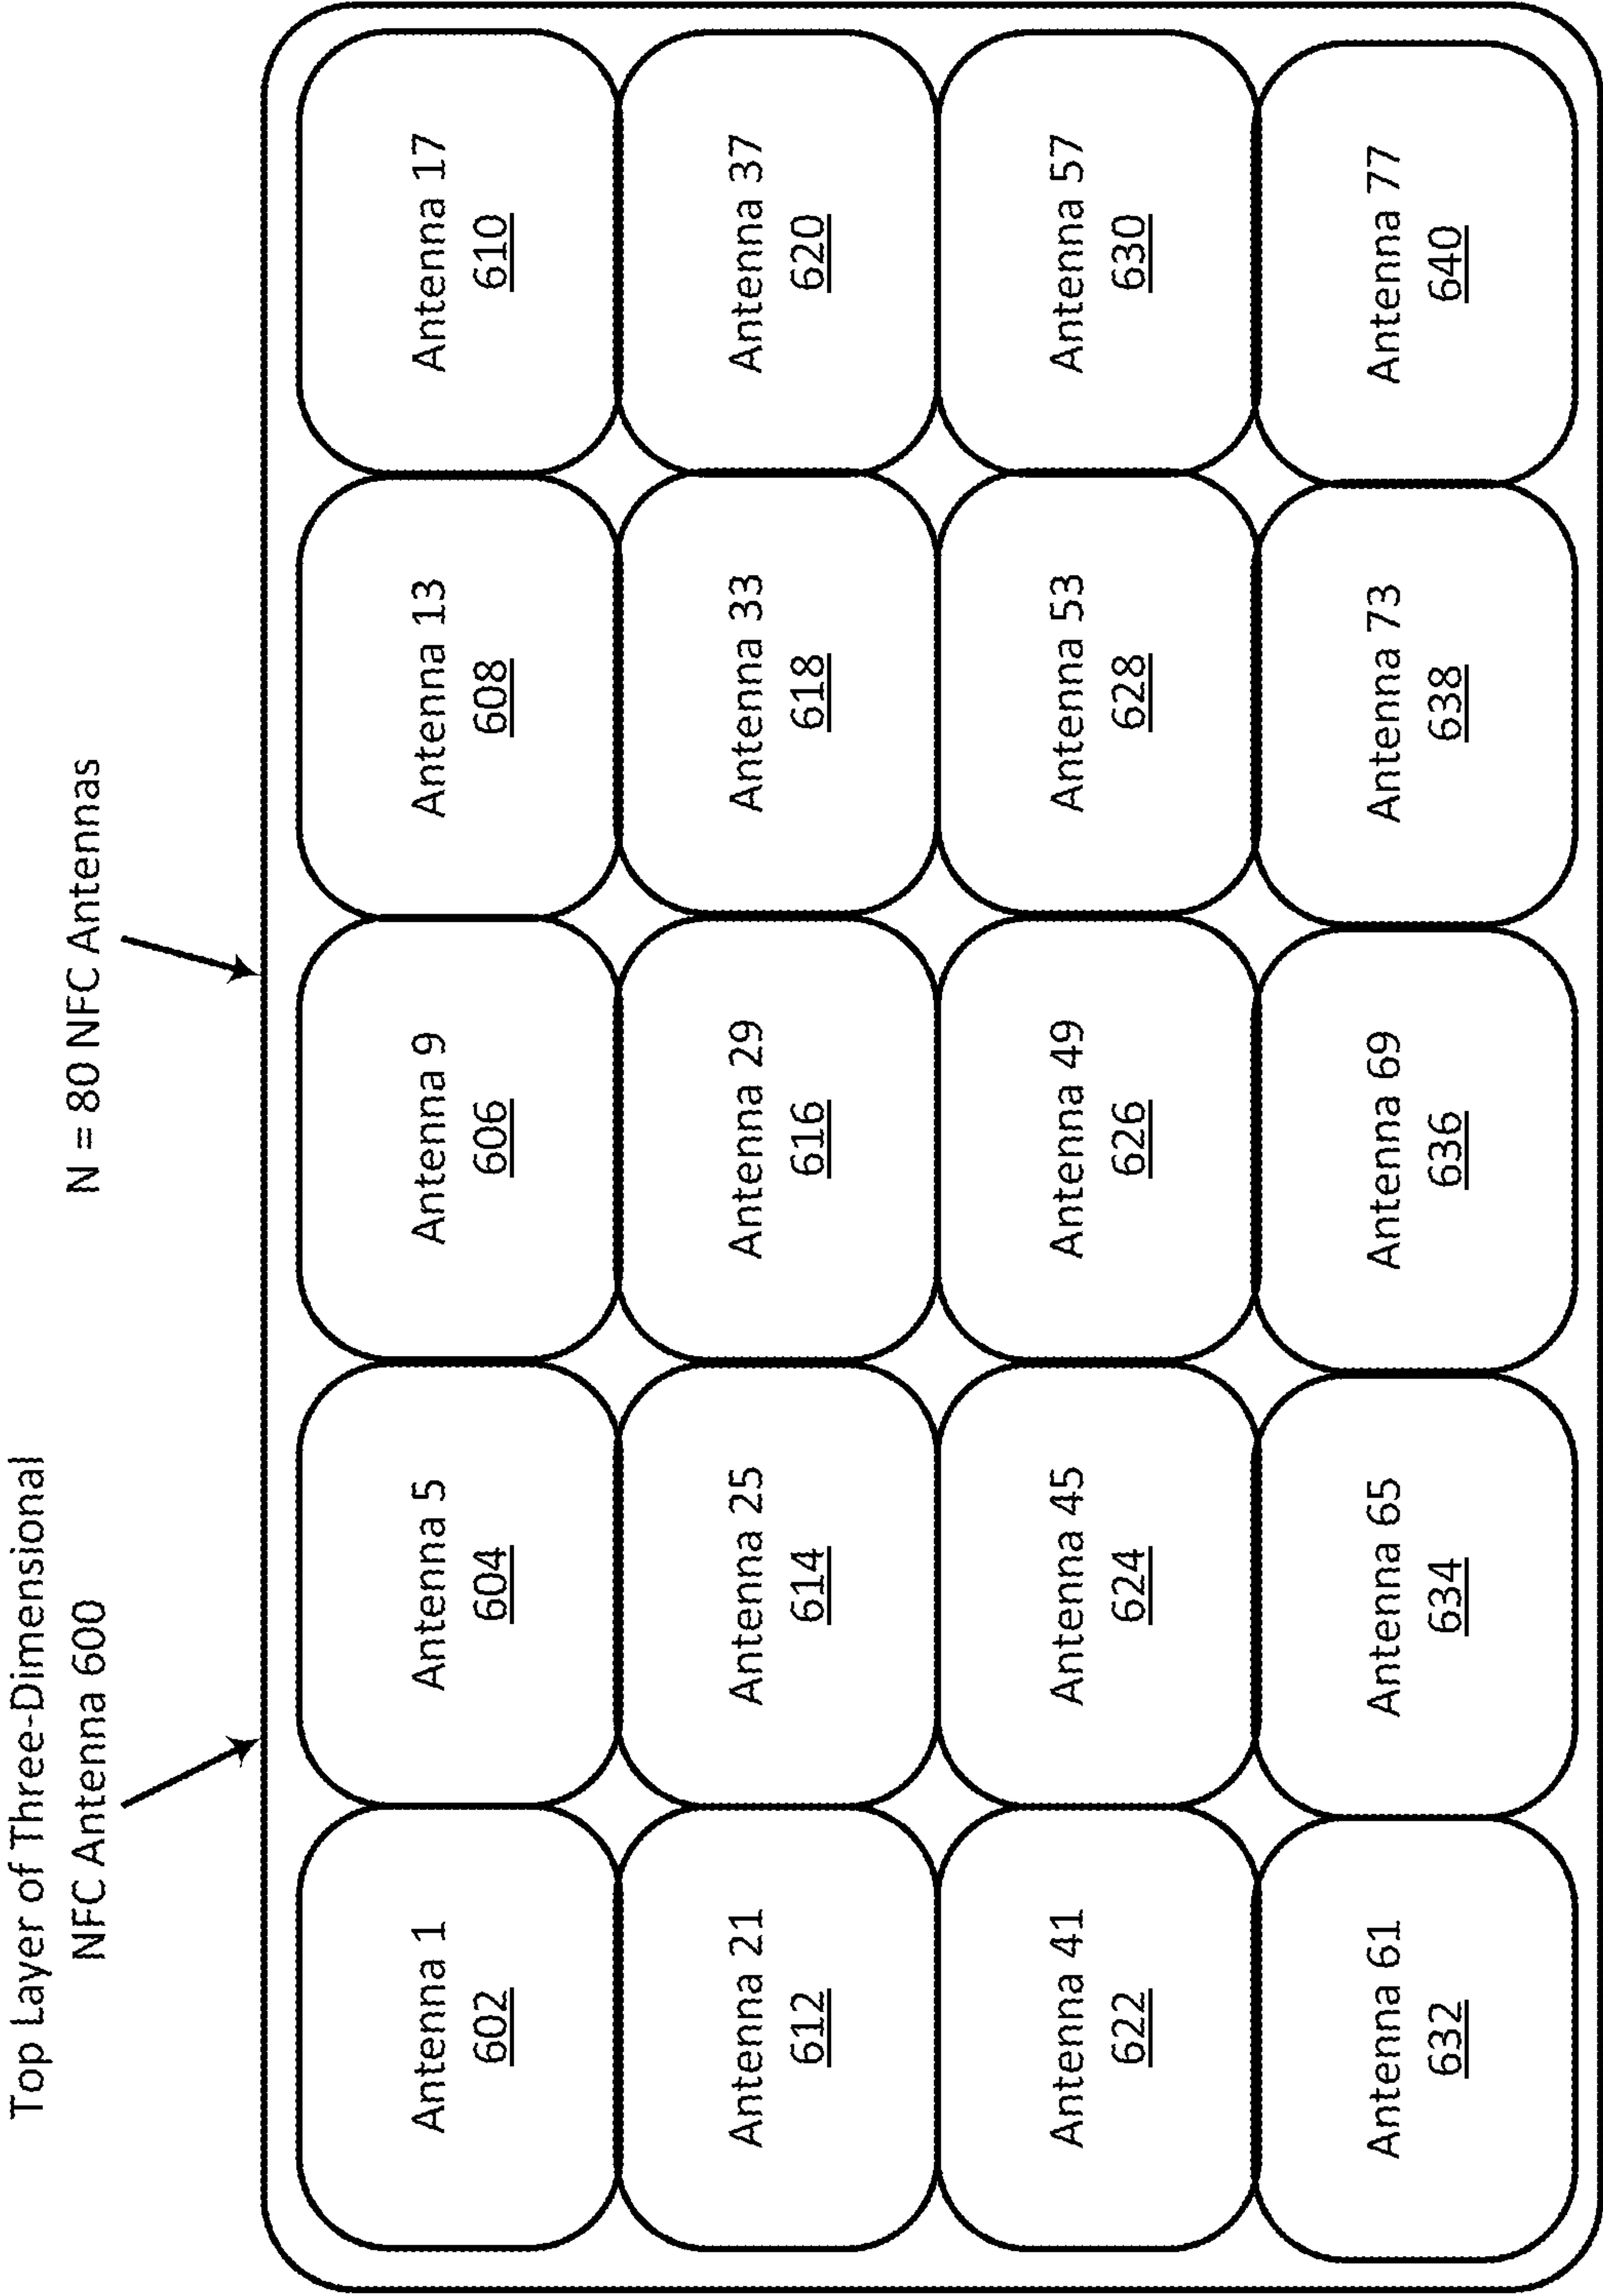 Top Layer of Three-Dimensional
NFC Antenna 600
N = 80 NFC Antennas
Antenna 1
602
Antenna 5
604
Antenna 9
606
Antenna 13
608
Antenna 17
610
Antenna 21
612
Antenna 25
614
Antenna 29
616
Antenna 33
618
Antenna 37
620
Antenna 41
622
Antenna 45
624
Antenna 49
626
Antenna 53
628
Antenna 57
630
Antenna 61
632
Antenna 65
634
Antenna 69
636
Antenna 73
638
Antenna 77
640